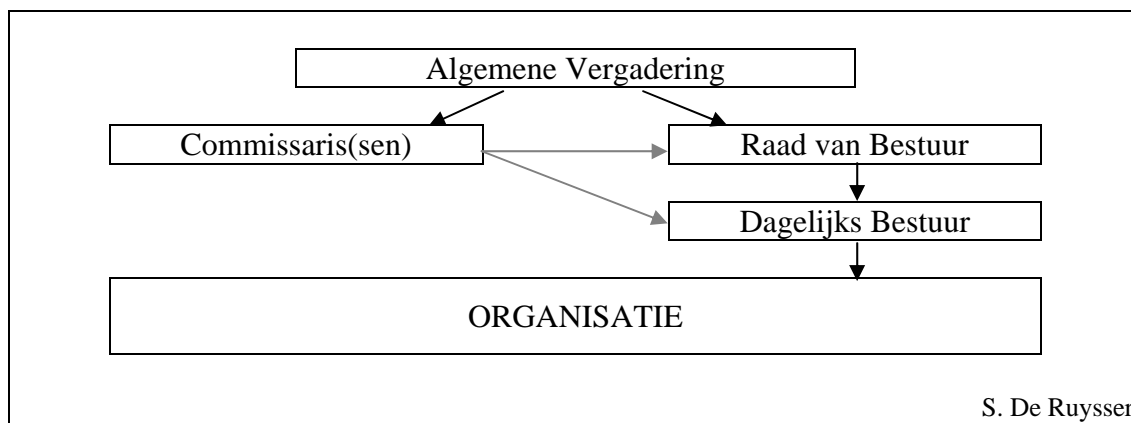 Algemene Vergadering
Commissaris(sen)
Raad van Bestuur
Dagelijks Bestuur
ORGANISATIE
S. De Ruysser